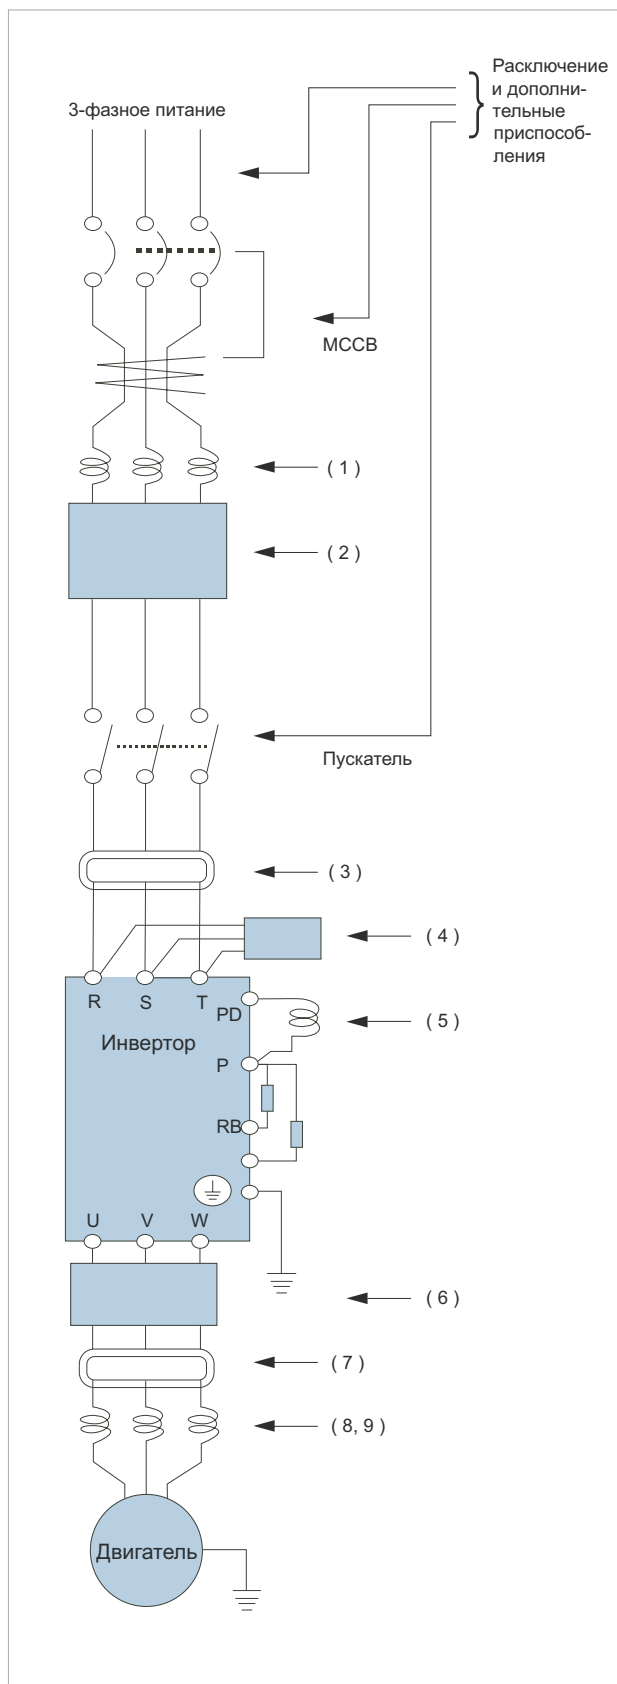 Расключение
и дополни-
тельные
приспособ-
ления
3-фазное питание
МССВ
( 1 )
( 2 )
Пускатель
( 3 )
( 4 )
R S T
PD
( 5 )
Инвертор
P
RB
U V W
( 6 )
( 7 )
( 8, 9 )
Двигатель